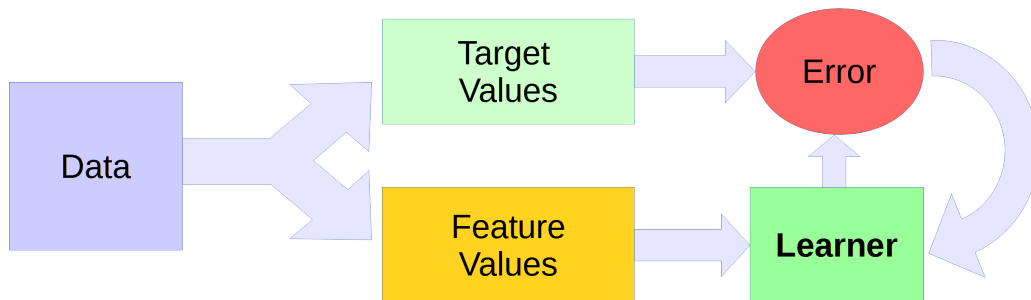 Data
Target
Values
Feature
Values
Error
Learner